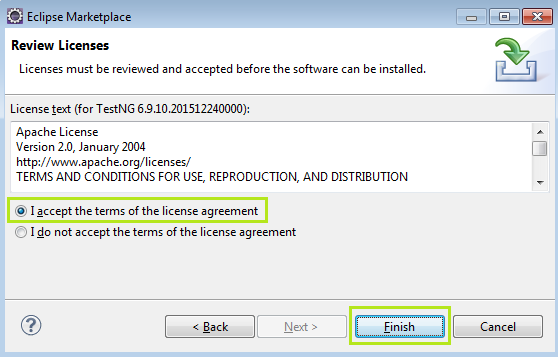 Eclipse Marketplace
Review Licenses
Licenses must be reviewed and accepted before the software can be installed.
License text (for TestNG 6.9.10.201512240000):
Apache License
Version 2.0, January 2004
http://www.apache.org/licenses/
TERMS AND CONDITIONS FOR USE, REPRODUCTION, AND DISTRIBUTION
I accept the terms of the license agreement
I do not accept the terms of the license agreement
? < Back Next > Finish Cancel